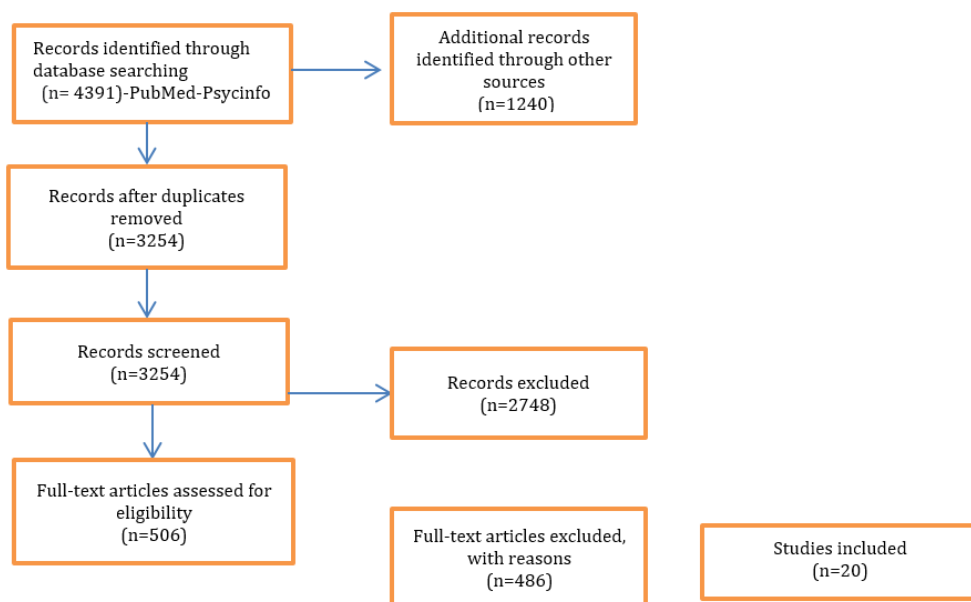 Records identified through
database searching
(n= 4391)-PubMed-Psycinfo
Additional records
identified through other
sources
(n=1240)
Records after duplicates
removed
(n=3254)
Records screened
(n=3254)
Records excluded
(n=2748)
Full-text articles assessed for
eligibility
(n=506)
Full-text articles excluded,
with reasons
(n=486)
Studies included
(n=20)